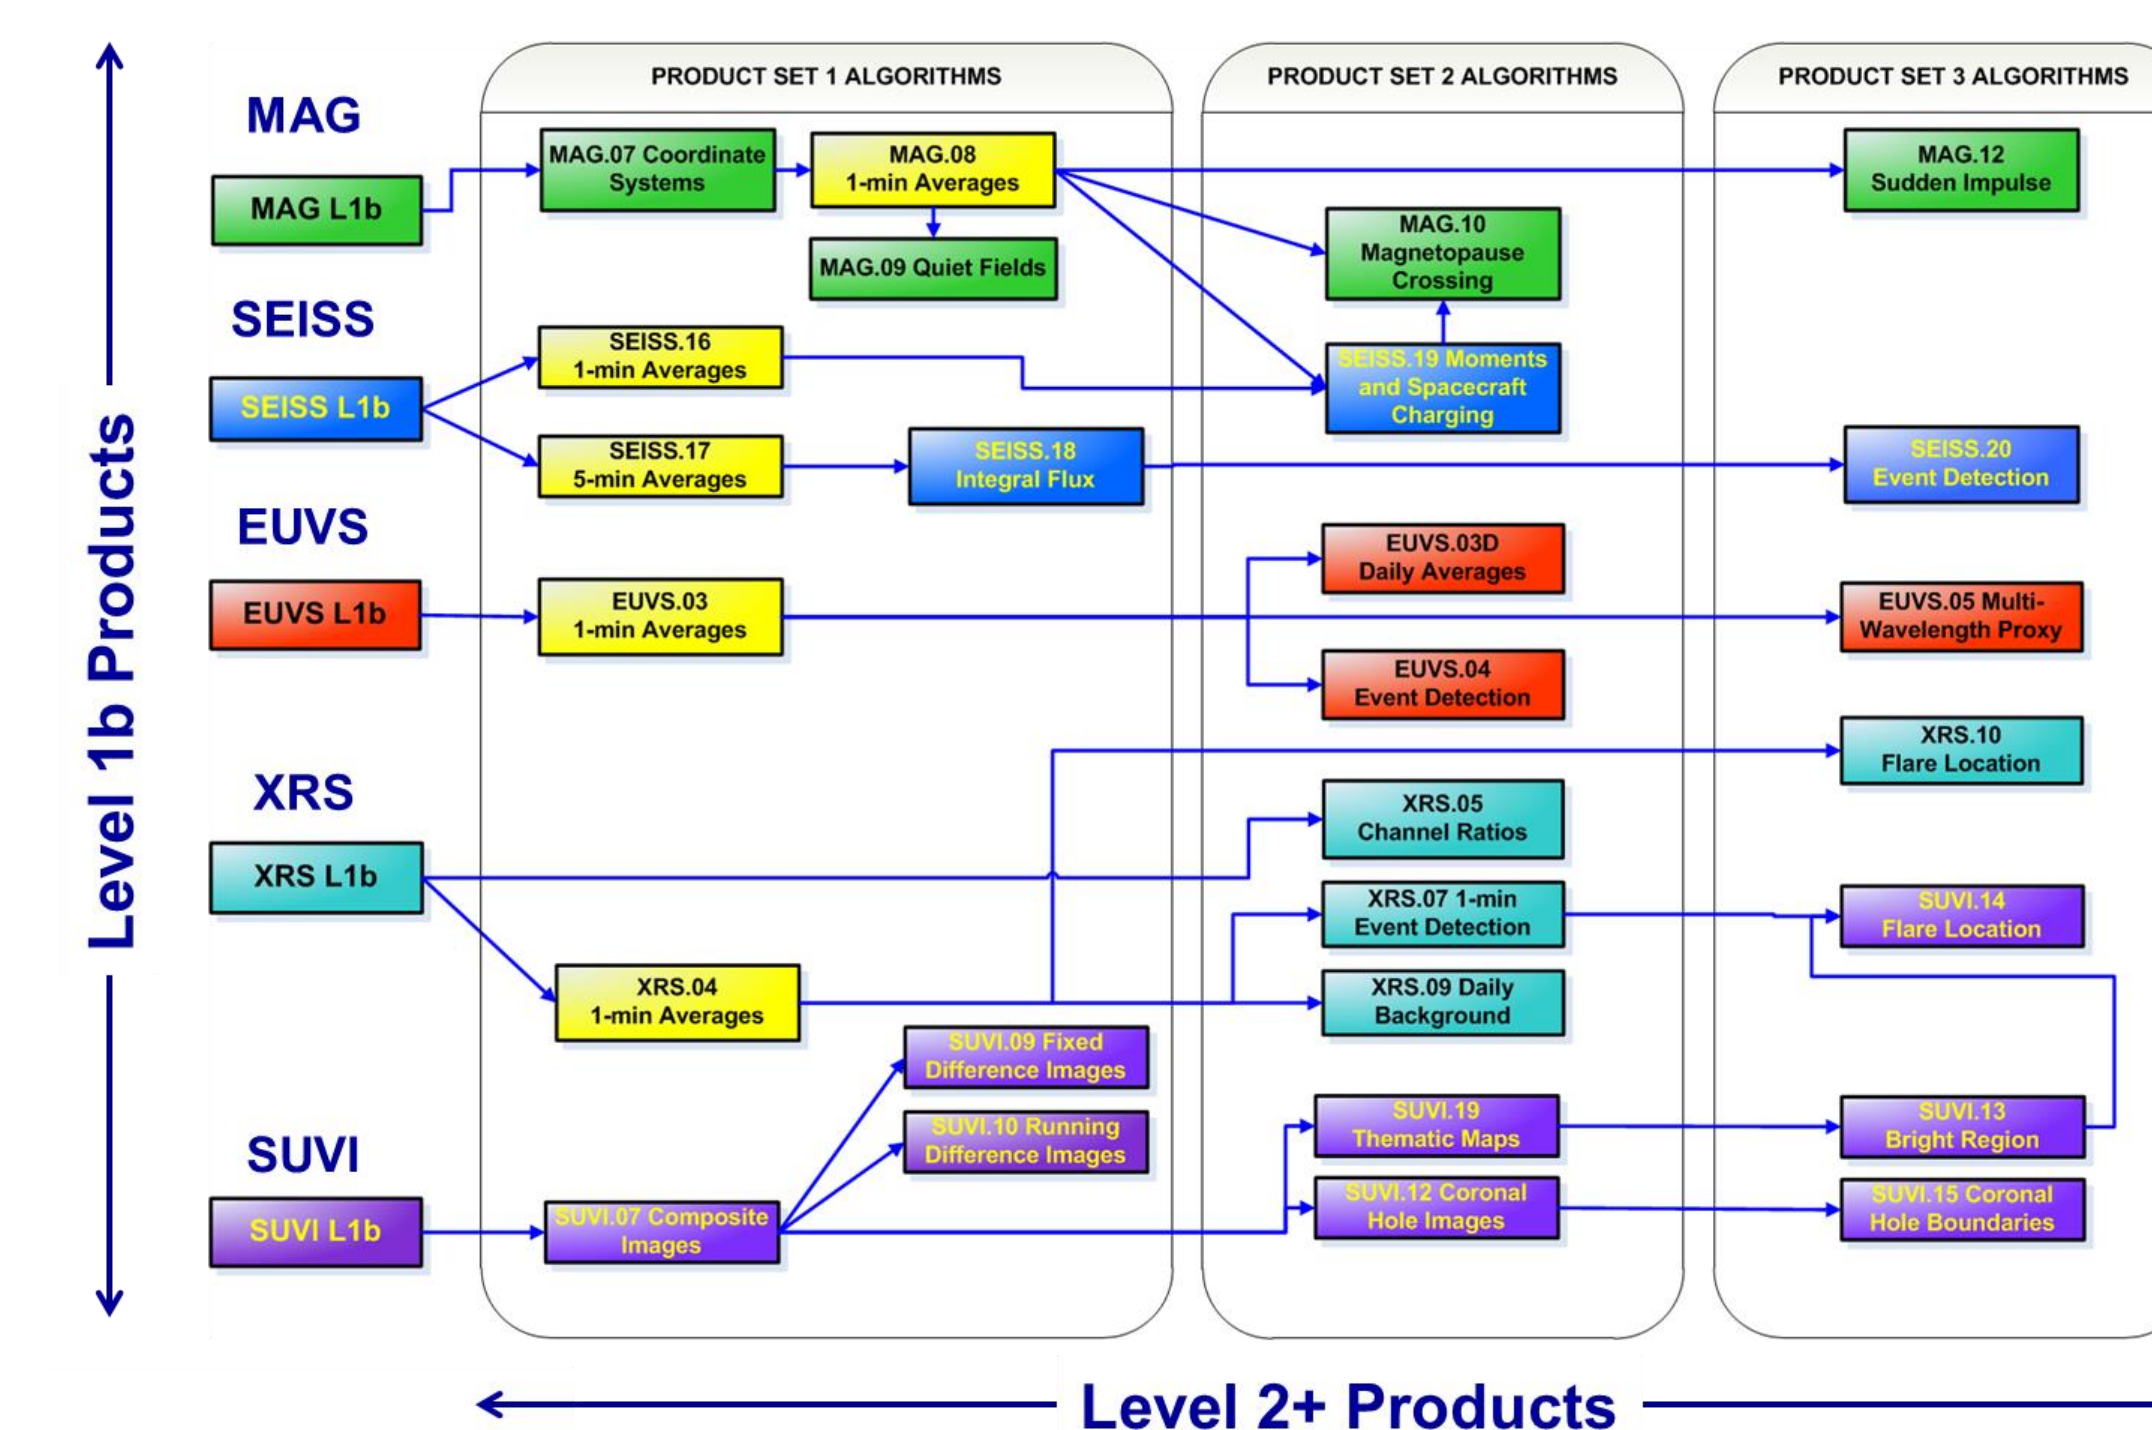 PRODUCT SET 1 ALGORITHMS
PRODUCT SET 2 ALGORITHMS
PRODUCT SET 3 ALGORITHMS
Level 1b Products
MAG
MAG L1b
MAG.07 Coordinate
Systems
MAG.08
1-min Averages
MAG.09 Quiet Fields
MAG.10
Magnetopause
Crossing
MAG.12
Sudden Impulse
SEISS
SEISS L1b
SEISS.16
1-min Averages
SEISS.17
5-min Averages
SEISS.18
Integral Flux
SEISS.19 Moments
and Spacecraft
Charging
SEISS.20
Event Detection
EUVS
EUVS L1b
EUVS.03
1-min Averages
EUVS.03D
Daily Averages
EUVS.04
Event Detection
EUVS.05 Multi-
Wavelength Proxy
XRS
XRS L1b
XRS.04
1-min Averages
XRS.05
Channel Ratios
XRS.07 1-min
Event Detection
XRS.09 Daily
Background
XRS.10
Flare Location
SUVI.14
Flare Location
SUVI
SUVI L1b
SUVI.07 Composite
Images
SUVI.09 Fixed
Difference Images
SUVI.10 Running
Difference Images
SUVI.19
Thematic Maps
SUVI.12 Coronal
Hole Images
SUVI.13
Bright Region
SUVI.15 Coronal
Hole Boundaries
Level 2+ Products